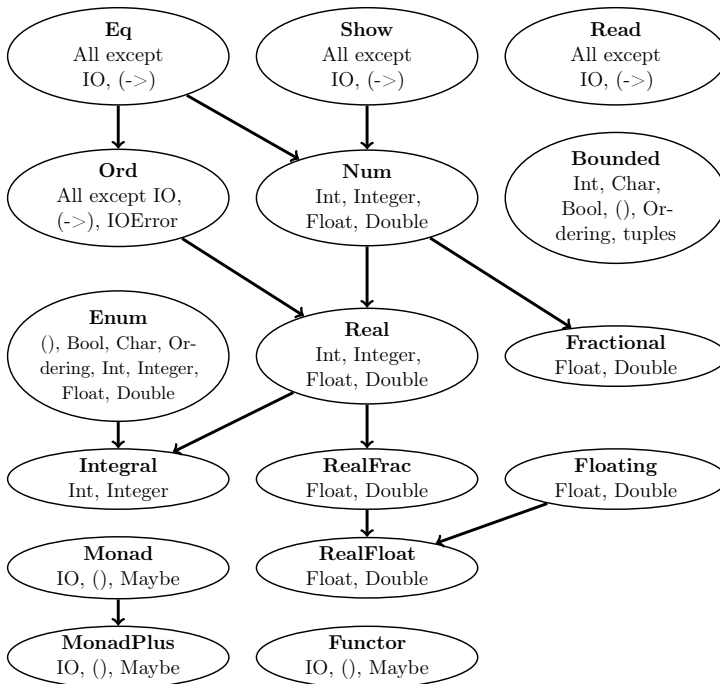 Eq
All except
IO, (->)
Show
All except
IO, (->)
Read
All except
IO, (->)
Ord
All except IO,
(->), IOError
Num
Int, Integer,
Float, Double
Bounded
Int, Char,
Bool, (), Or-
dering, tuples
Enum
(), Bool, Char, Or-
dering, Int, Integer,
Float, Double
Real
Int, Integer,
Float, Double
Fractional
Float, Double
Integral
Int, Integer
RealFrac
Float, Double
Floating
Float, Double
Monad
IO, (), Maybe
RealFloat
Float, Double
MonadPlus
IO, (), Maybe
Functor
IO, (), Maybe